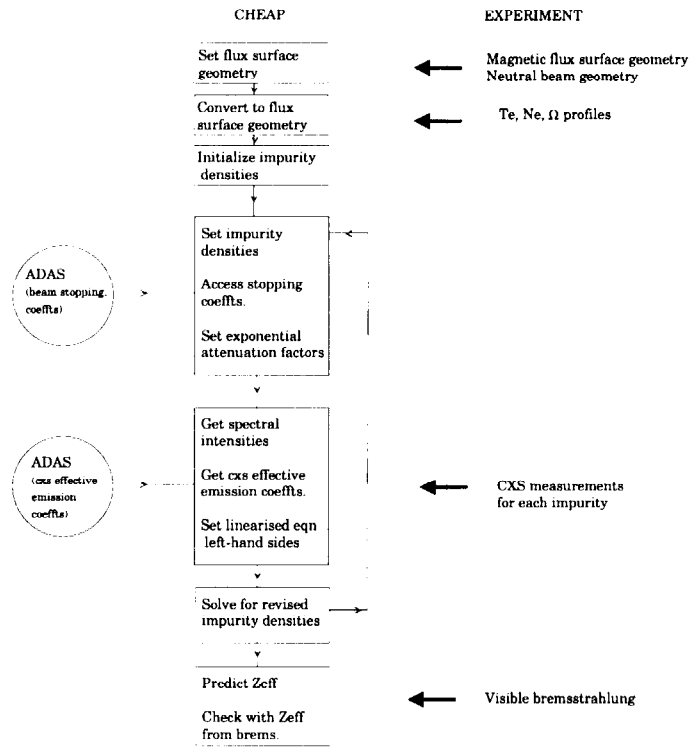 CHEAP
EXPERIMENT
Set flux surface
geometry
Magnetic flux surface geometry
Neutral beam geometry
Convert to flux
surface geometry
Te, Ne, Ω profiles
Initialize impurity
densities
Set impurity
densities
Access stopping
coeffts.
Set exponential
attenuation factors
ADAS
(beam stopping.
coeffts)
Get spectral
intensities
Get cxs effective
emission coeffts.
Set linearised eqn
left-hand sides
ADAS
(cxs effective
emission
coeffts)
CXS measurements
for each impurity
Solve for revised
impurity densities
Predict Zeff
Check with Zeff
from brems.
Visible bremsstrahlung